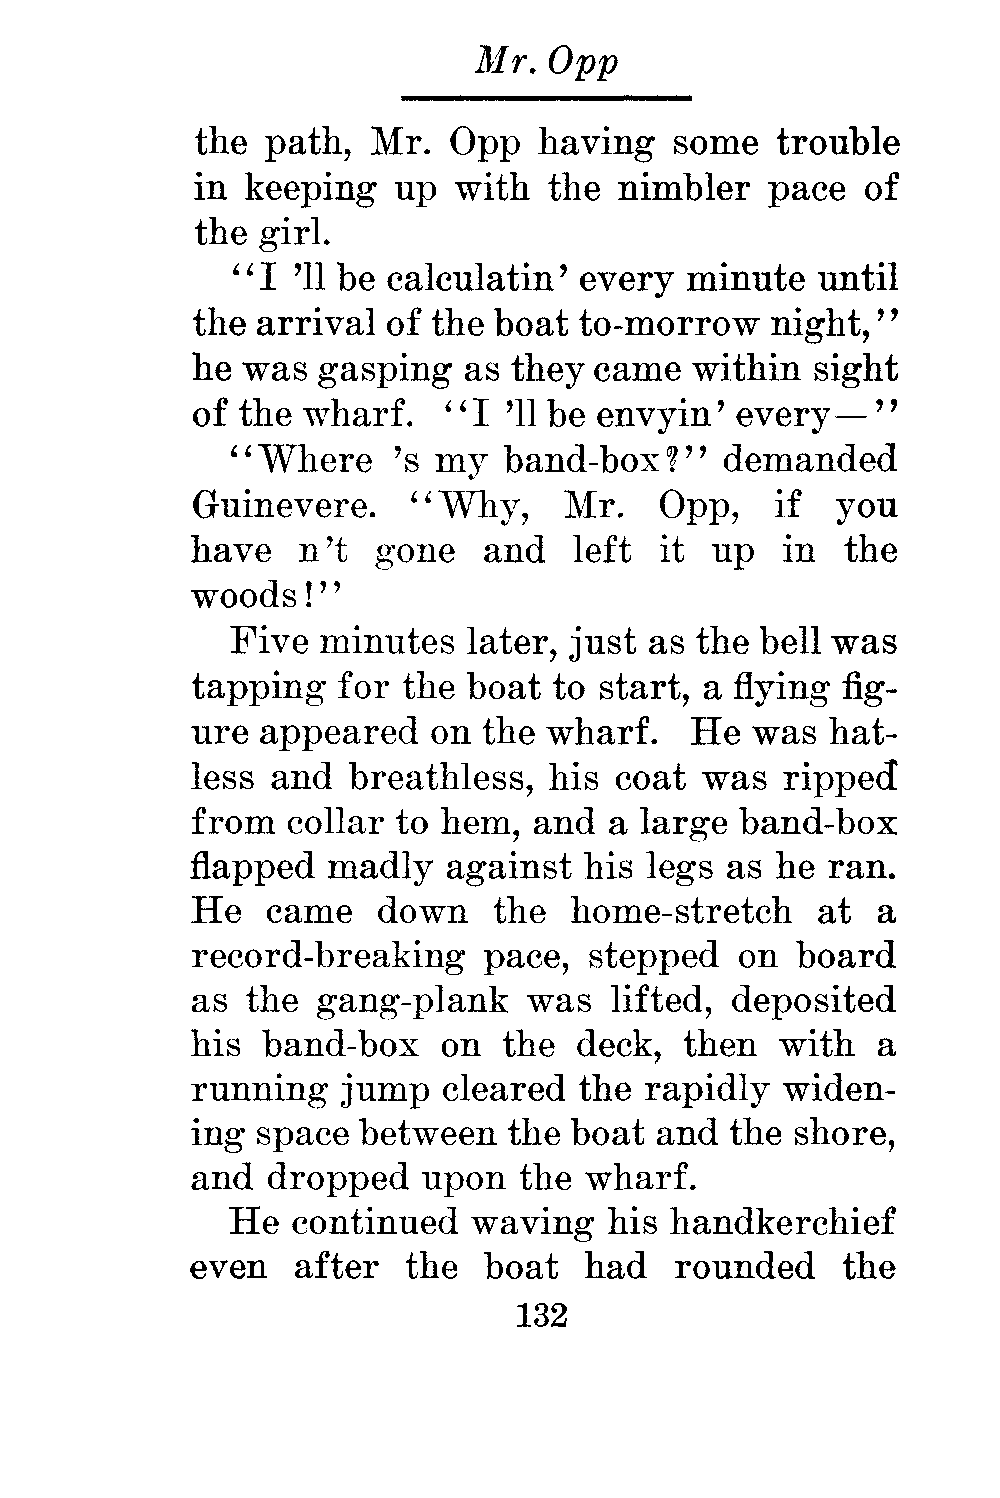 Mr. Opp
the path, Mr. Opp having some trouble
in keeping up with the nimbler pace of
the girl.
“I ’ll be calculatin’ every minute until
the arrival of the boat to-morrow night,”
he was gasping as they came within sight
of the wharf. “I ’ll be envyin’ every—”
“Where ’s my band-box?” demanded
Guinevere. “Why, Mr. Opp, if you
have n’t gone and left it up in the
woods!”
Five minutes later, just as the bell was
tapping for the boat to start, a flying fig-
ure appeared on the wharf. He was hat-
less and breathless, his coat was ripped
from collar to hem, and a large band-box
flapped madly against his legs as he ran.
He came down the home-stretch at a
record-breaking pace, stepped on board
as the gang-plank was lifted, deposited
his band-box on the deck, then with a
running jump cleared the rapidly widen-
ing space between the boat and the shore,
and dropped upon the wharf.
He continued waving his handkerchief
even after the boat had rounded the
132